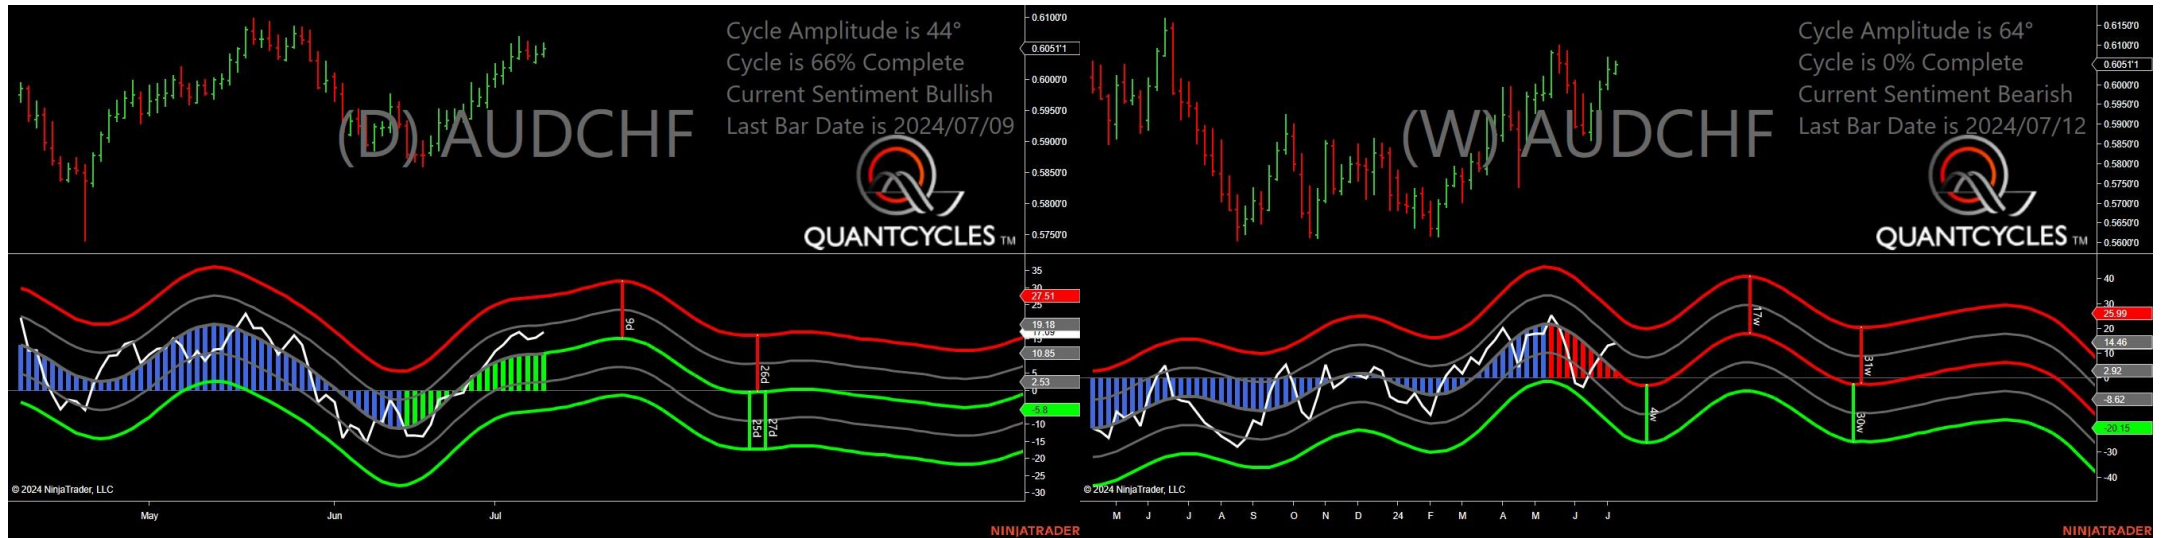 Cycle Amplitude is 44°
Cycle is 66% Complete
Current Sentiment Bullish
Last Bar Date is 2024/07/09
(D) AUDCHF
QUANTCYCLES TM
0.6100'0
0.6051'1
0.6000'0
0.5950'0
0.5900'0
0.5850'0
0.5800'0
0.5750'0
35
30
27.51
25
19.18
17.09
15
10.85
5
2.53
0
-5.8
-10
-15
-20
-25
-30
9d
26d
25d
27d
© 2024 NinjaTrader, LLC
May
Jun
Jul
NINJATRADER
Cycle Amplitude is 64°
Cycle is 0% Complete
Current Sentiment Bearish
Last Bar Date is 2024/07/12
(W) AUDCHF
QUANTCYCLES TM
0.6150'0
0.6100'0
0.6051'1
0.6000'0
0.5950'0
0.5900'0
0.5850'0
0.5800'0
0.5750'0
0.5700'0
0.5650'0
0.5600'0
40
30
25.99
20
14.46
10
2.92
0
-8.62
-20.15
-30
-40
17w
31w
4w
30w
© 2024 NinjaTrader, LLC
M J J A S O N D 24 F M A M J J
NINJATRADER